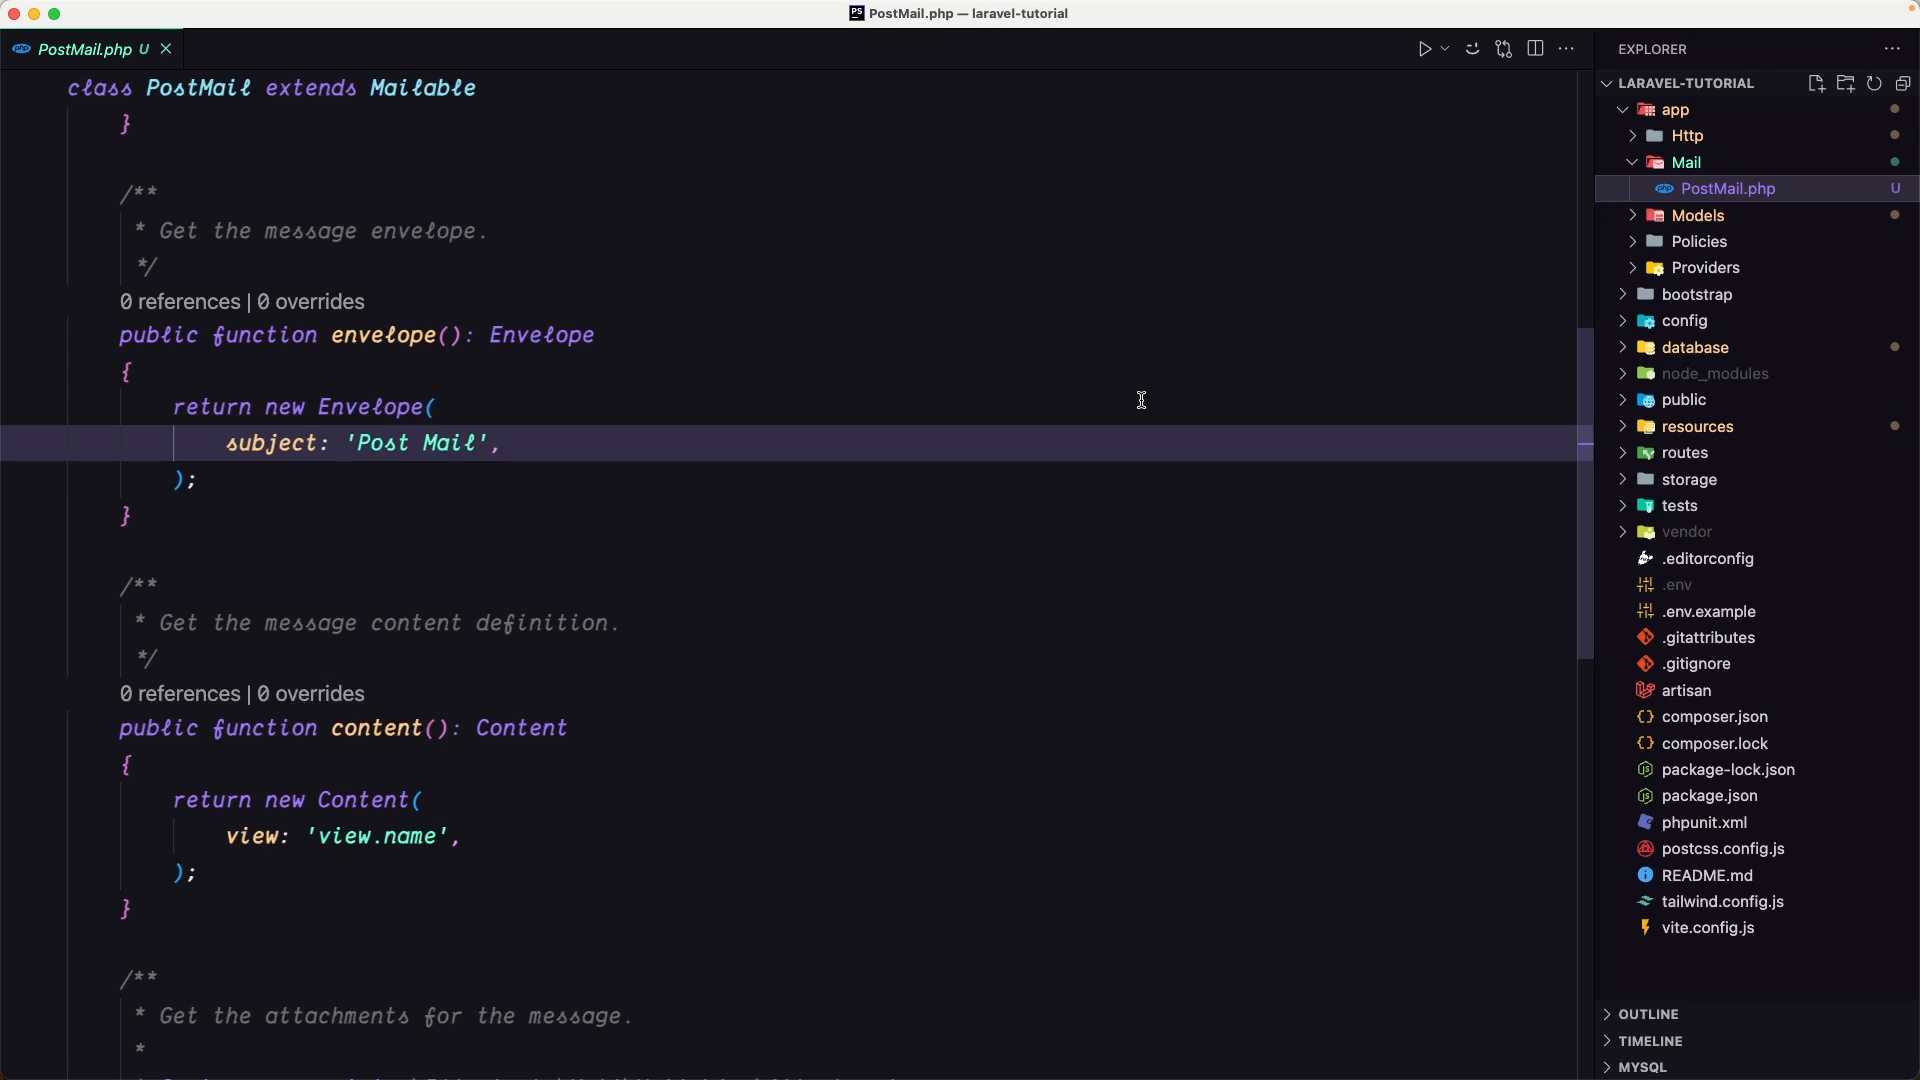 PS PostMail.php — laravel-tutorial
php PostMail.php U
class PostMail extends Mailable
}
/**
* Get the message envelope.
*/
0 references | 0 overrides
public function envelope(): Envelope
{
return new Envelope(
subject: 'Post Mail',
);
}
/**
* Get the message content definition.
*/
0 references | 0 overrides
public function content(): Content
{
return new Content(
view: 'view.name',
);
}
/**
* Get the attachments for the message.
*
EXPLORER
LARAVEL-TUTORIAL
app
Http
Mail
php PostMail.php U
Models
Policies
Providers
bootstrap
config
database
node_modules
public
resources
routes
storage
tests
vendor
.editorconfig
.env
.env.example
.gitattributes
.gitignore
artisan
composer.json
composer.lock
package-lock.json
package.json
phpunit.xml
postcss.config.js
README.md
tailwind.config.js
vite.config.js
OUTLINE
TIMELINE
MYSQL